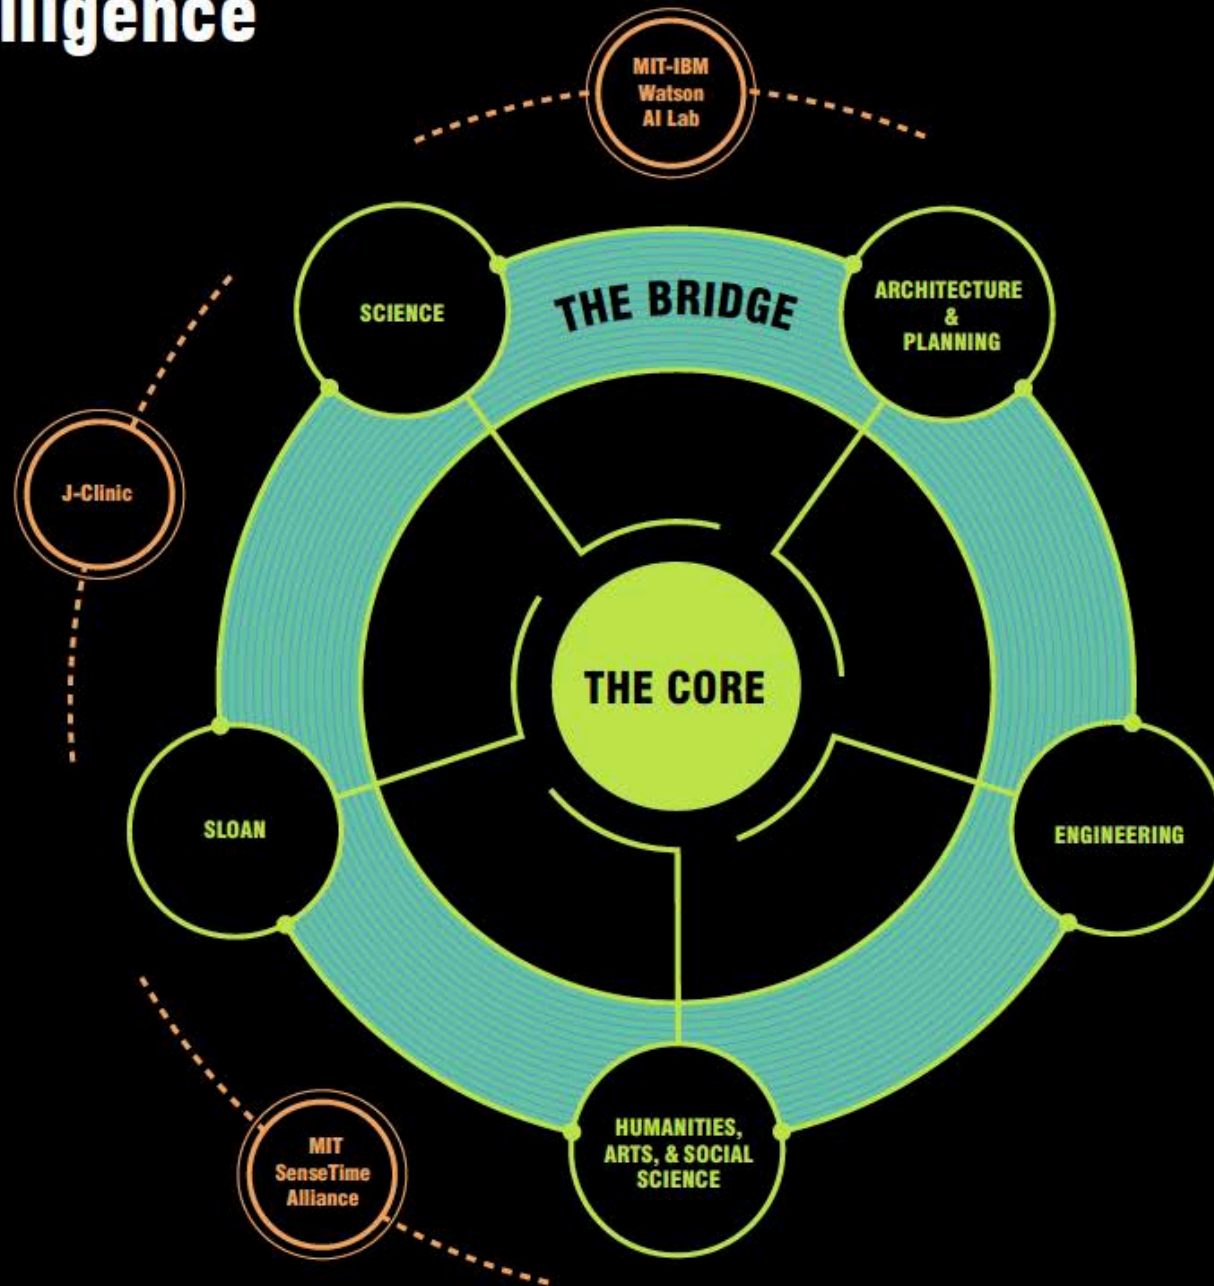 lligence
MIT-IBM
Watson
AI Lab
SCIENCE
THE BRIDGE
ARCHITECTURE
&
PLANNING
J-Clinic
THE CORE
SLOAN
ENGINEERING
HUMANITIES,
ARTS, & SOCIAL
SCIENCE
MIT
SenseTime
Alliance